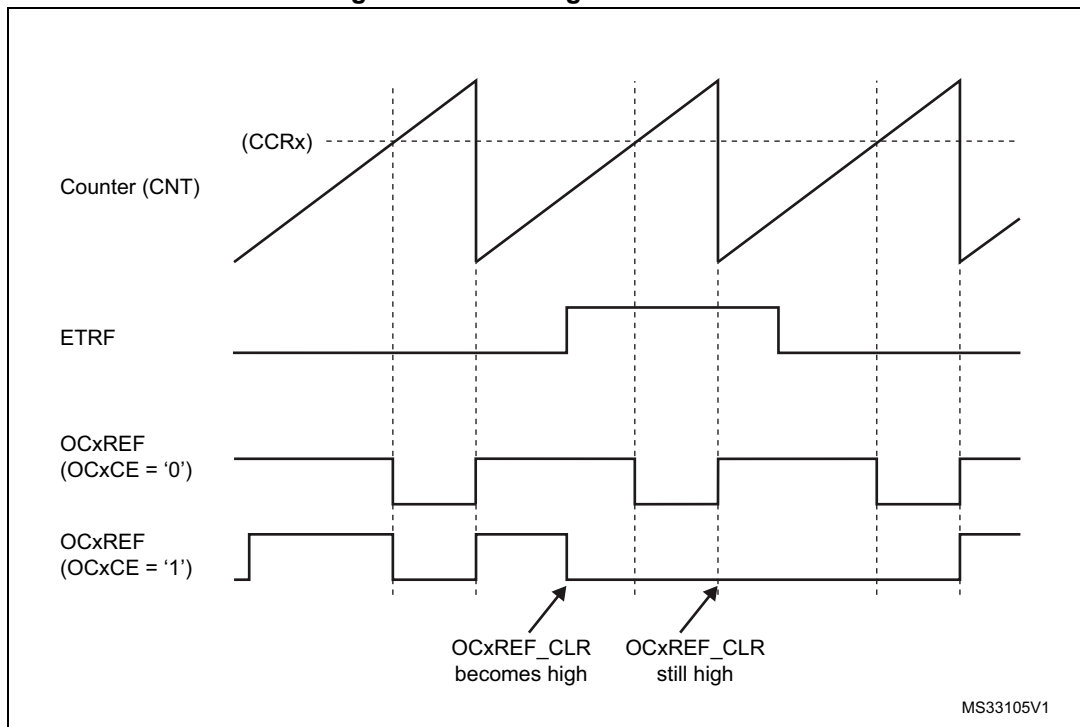 (CCRx)
Counter (CNT)
ETRF
OCxREF
(OCxCE = ‘0’)
OCxREF
(OCxCE = ‘1’)
OCxREF_CLR
becomes high
OCxREF_CLR
still high
MS33105V1